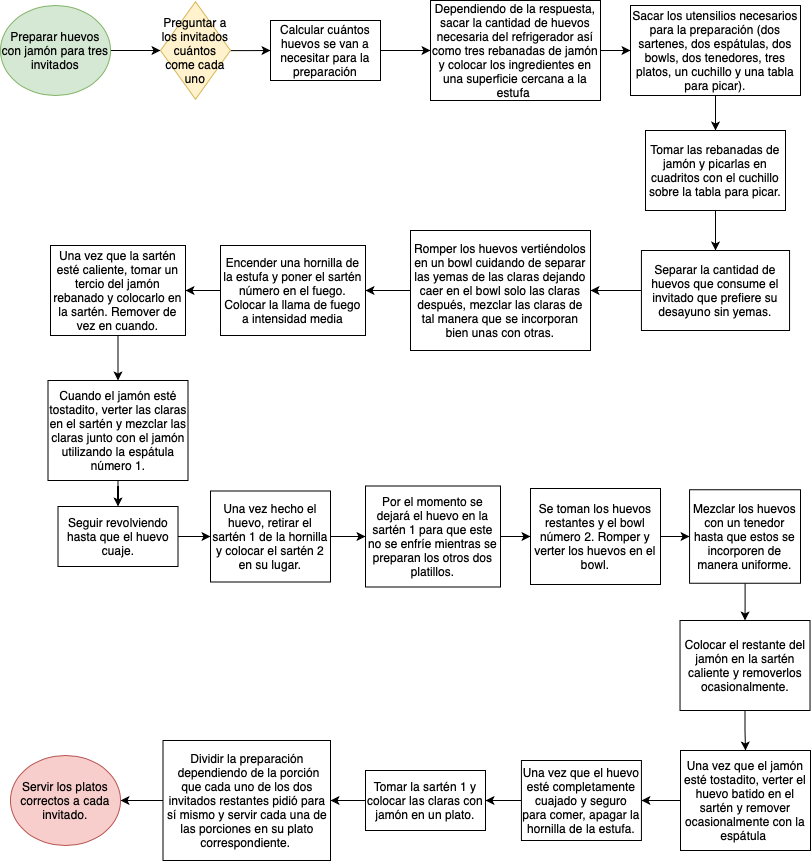 Preparar huevos
con jamón para tres
invitados
Preguntar a
los invitados
cuántos
come cada
uno
Calcular cuántos
huevos se van a
necesitar para la
preparación
Dependiendo de la respuesta,
sacar la cantidad de huevos
necesaria del refrigerador así
como tres rebanadas de jamón
y colocar los ingredientes en
una superficie cercana a la
estufa
Sacar los utensilios necesarios
para la preparación (dos
sartenes, dos espátulas, dos
bowls, dos tenedores, tres
platos, un cuchillo y una tabla
para picar).
Tomar las rebanadas de
jamón y picarlas en
cuadritos con el cuchillo
sobre la tabla para picar.
Separar la cantidad de
huevos que consume el
invitado que prefiere su
desayuno sin yemas.
Romper los huevos vertiéndolos
en un bowl cuidando de separar
las yemas de las claras dejando
caer en el bowl solo las claras
después, mezclar las claras de
tal manera que se incorporan
bien unas con otras.
Encender una hornilla de
la estufa y poner el sartén
número en el fuego.
Colocar la llama de fuego
a intensidad media
Una vez que la sartén
esté caliente, tomar un
tercio del jamón
rebanado y colocarlo en
la sartén. Remover de
vez en cuando.
Cuando el jamón esté
tostadito, verter las claras
en el sartén y mezclar las
claras junto con el jamón
utilizando la espátula
número 1.
Seguir revolviendo
hasta que el huevo
cuaje.
Una vez hecho el
huevo, retirar el
sartén 1 de la hornilla
y colocar el sartén 2
en su lugar.
Por el momento se
dejará el huevo en la
sartén 1 para que este
no se enfríe mientras se
preparan los otros dos
platillos.
Se toman los huevos
restantes y el bowl
número 2. Romper y
verter los huevos en el
bowl.
Mezclar los huevos
con un tenedor
hasta que estos se
incorporen de
manera uniforme.
Colocar el restante del
jamón en la sartén
caliente y removerlos
ocasionalmente.
Una vez que el jamón
esté tostadito, verter el
huevo batido en el
sartén y remover
ocasionalmente con la
espátula
Una vez que el huevo
esté completamente
cuajado y seguro
para comer, apagar la
hornilla de la estufa.
Tomar la sartén 1 y
colocar las claras con
jamón en un plato.
Dividir la preparación
dependiendo de la porción
que cada uno de los dos
invitados restantes pidió para
sí mismo y servir cada una de
las porciones en su plato
correspondiente.
Servir los platos
correctos a cada
invitado.